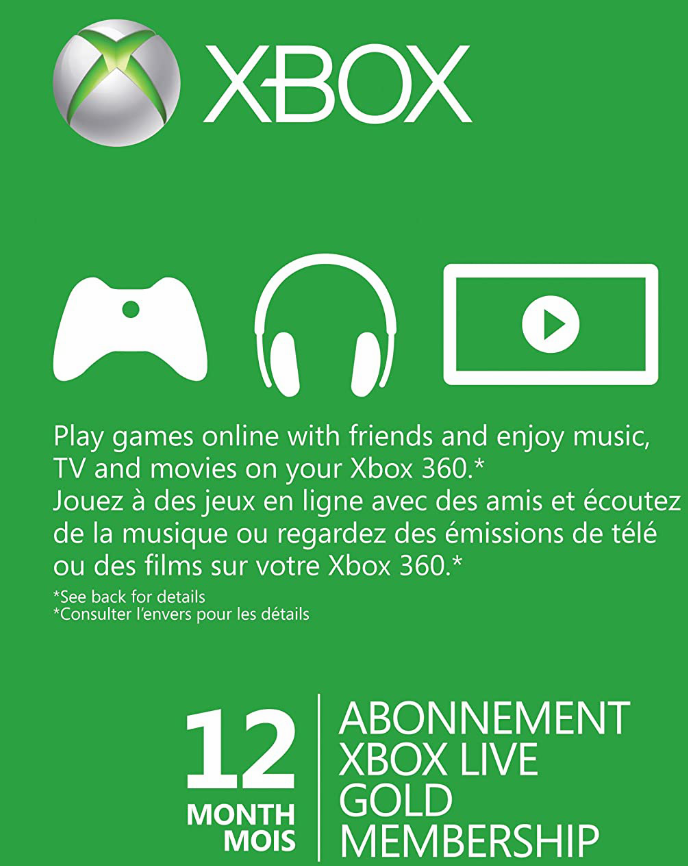 XBOX
Play games online with friends and enjoy music,
TV and movies on your Xbox 360.*
Jouez à des jeux en ligne avec des amis et écoutez
de la musique ou regardez des émissions de télé
ou des films sur votre Xbox 360.*
*See back for details
*Consulter l'envers pour les détails
12
MONTH
MOIS
ABONNEMENT
XBOX LIVE
GOLD
MEMBERSHIP